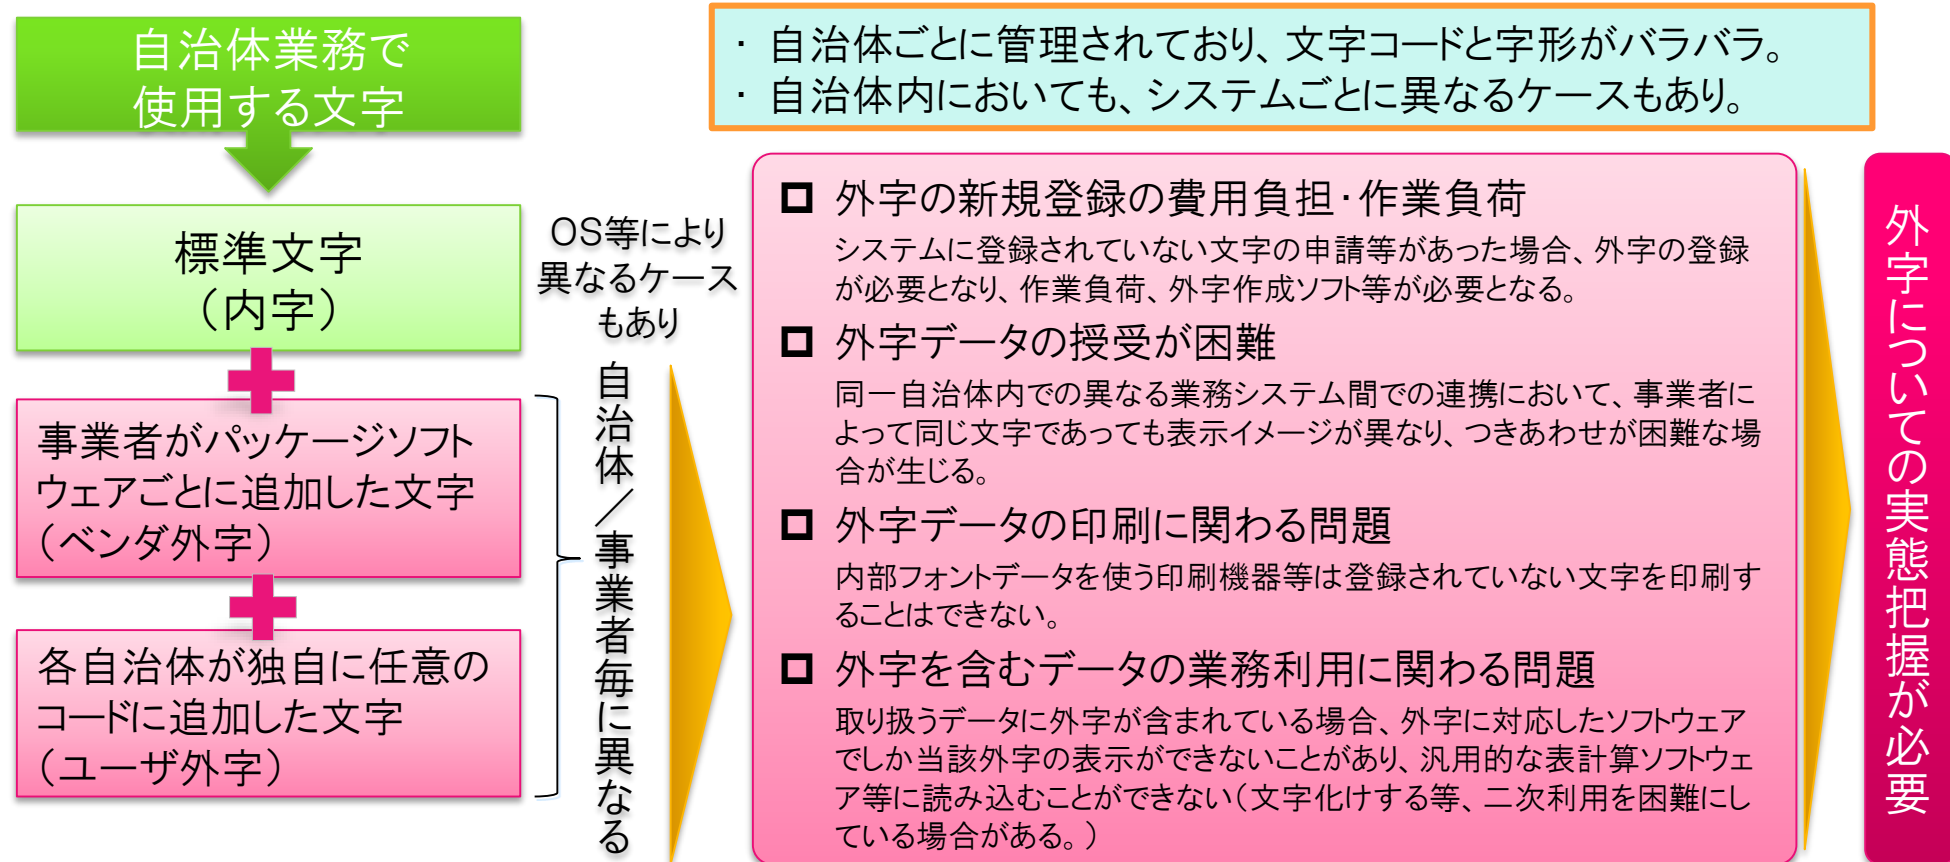 自治体業務で
使用する文字
・ 自治体ごとに管理されており、文字コードと字形がバラバラ。
・ 自治体内においても、システムごとに異なるケースもあり。
標準文字
（内字）
OS等により
異なるケース
もあり
事業者がパッケージソフト
ウェアごとに追加した文字
（ベンダ外字）
各自治体が独自に任意の
コードに追加した文字
（ユーザ外字）
自治体／事業者毎に異なる
外字の新規登録の費用負担・作業負荷
システムに登録されていない文字の申請等があった場合、外字の登録
が必要となり、作業負荷、外字作成ソフト等が必要となる。
外字データの授受が困難
同一自治体内での異なる業務システム間での連携において、事業者に
よって同じ文字であっても表示イメージが異なり、つきあわせが困難な場
合が生じる。
外字データの印刷に関わる問題
内部フォントデータを使う印刷機器等は登録されていない文字を印刷す
ることはできない。
外字を含むデータの業務利用に関わる問題
取り扱うデータに外字が含まれている場合、外字に対応したソフトウェア
でしか当該外字の表示ができないことがあり、汎用的な表計算ソフトウェ
ア等に読み込むことができない（文字化けする等、二次利用を困難にし
ている場合がある。）
外字についての実態把握が必要